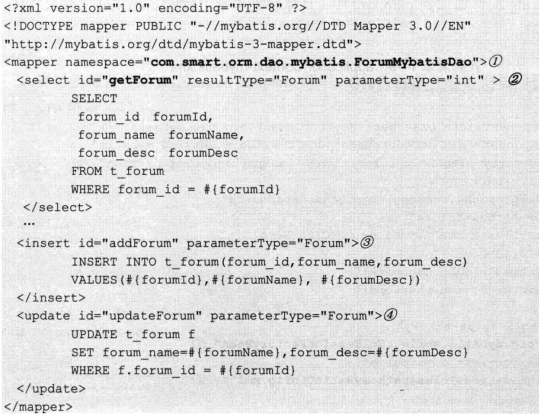 <?xml version="1.0" encoding="UTF-8" ?>
<!DOCTYPE mapper PUBLIC "-//mybatis.org//DTD Mapper 3.0//EN"
"http://mybatis.org/dtd/mybatis-3-mapper.dtd">
<mapper namespace="com.smart.orm.dao.mybatis.ForumMybatisDao">①
<select id="getForum" resultType="Forum" parameterType="int" > ②
SELECT
forum_id forumId,
forum_name forumName,
forum_desc forumDesc
FROM t_forum
WHERE forum_id = #{forumId}
</select>
…
<insert id="addForum" parameterType="Forum">③
INSERT INTO t_forum(forum_id,forum_name,forum_desc)
VALUES(#{forumId},#{forumName}, #{forumDesc})
</insert>
<update id="updateForum" parameterType="Forum">④
UPDATE t_forum f
SET forum_name=#{forumName},forum_desc=#{forumDesc}
WHERE f.forum_id = #{forumId}
</update>
</mapper>